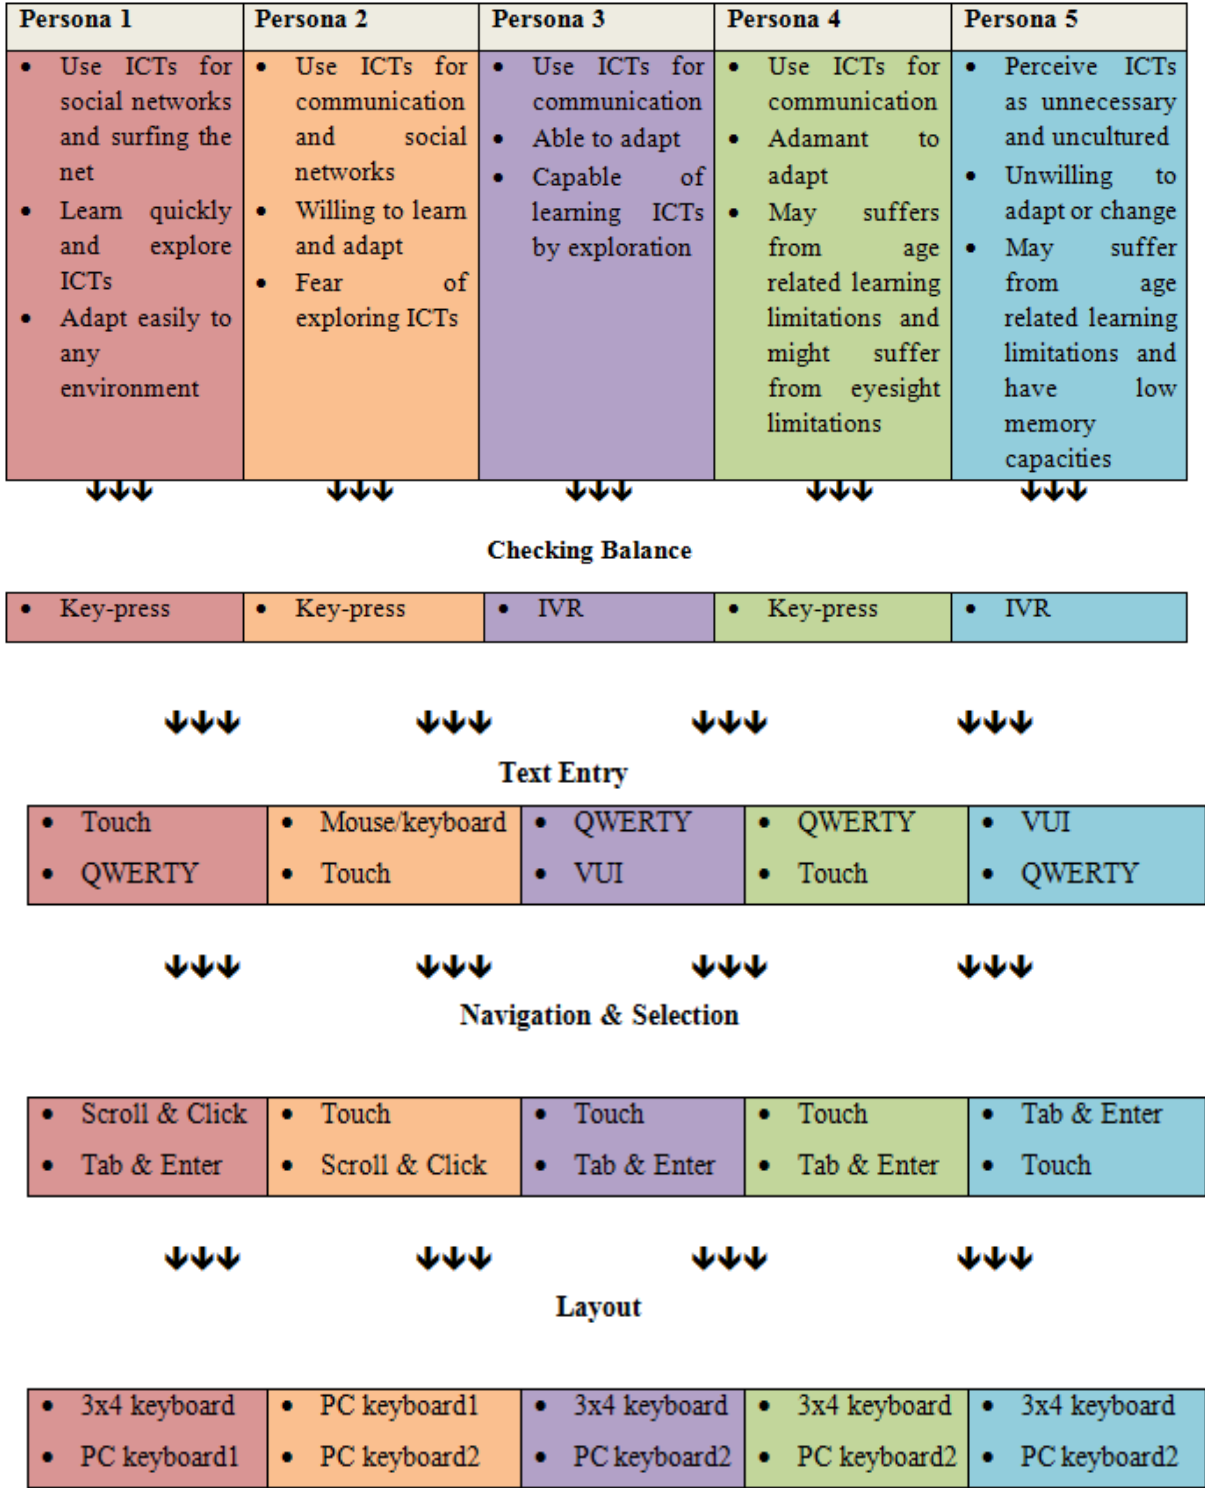 Persona 1
Persona 2
Persona 3
Persona 4
Persona 5
• Use ICTs for
social networks
and surfing the
net
• Learn quickly
and explore
ICTs
• Adapt easily to
any
environment
• Use ICTs for
communication
and social
networks
• Willing to learn
and adapt
• Fear of
exploring ICTs
• Use ICTs for
communication
• Able to adapt
• Capable of
learning ICTs
by exploration
• Use ICTs for
communication
• Adamant to
adapt
• May suffers
from age
related learning
limitations and
might suffer
from eyesight
limitations
• Perceive ICTs
as unnecessary
and uncultured
• Unwilling to
adapt or change
• May suffer
from age
related learning
limitations and
have low
memory
capacities
Checking Balance
• Key-press
• Key-press
• IVR
• Key-press
• IVR
Text Entry
• Touch
• QWERTY
• Mouse/keyboard
• Touch
• QWERTY
• VUI
• QWERTY
• Touch
• VUI
• QWERTY
Navigation & Selection
• Scroll & Click
• Tab & Enter
• Touch
• Scroll & Click
• Touch
• Tab & Enter
• Touch
• Tab & Enter
• Tab & Enter
• Touch
Layout
• 3x4 keyboard
• PC keyboard1
• PC keyboard1
• PC keyboard2
• 3x4 keyboard
• PC keyboard2
• 3x4 keyboard
• PC keyboard2
• 3x4 keyboard
• PC keyboard2